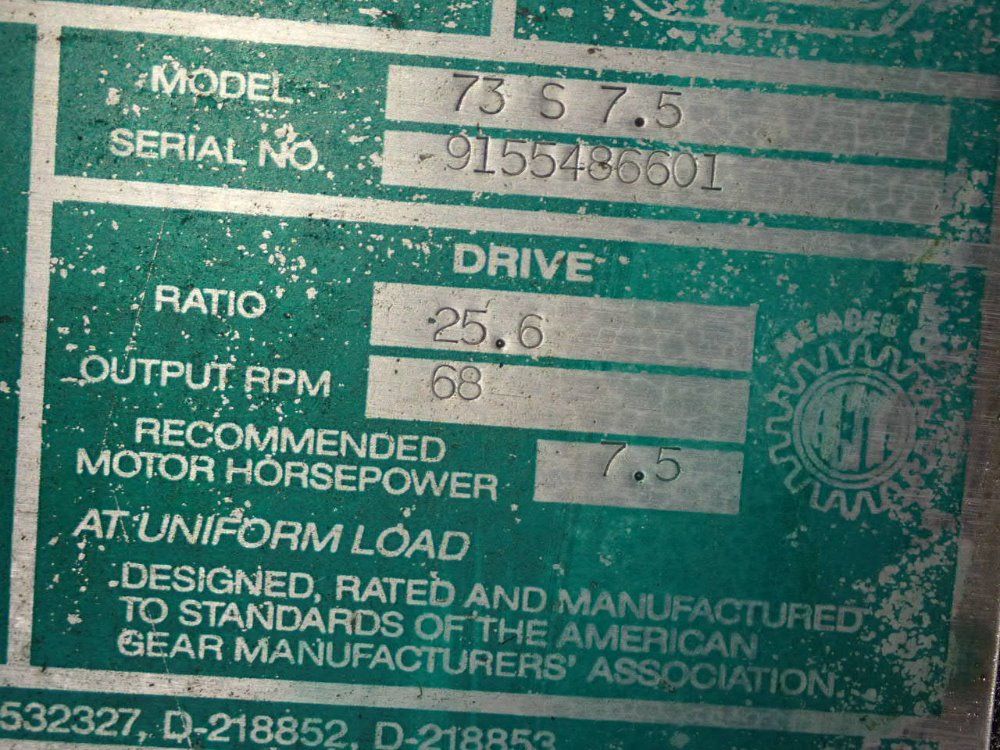 MODEL 73 S 7.5
SERIAL NO. 9155486601
DRIVE
RATIO 25.6
OUTPUT RPM 68
RECOMMENDED
MOTOR HORSEPOWER 7.5
AT UNIFORM LOAD
DESIGNED, RATED AND MANUFACTURED
TO STANDARDS OF THE AMERICAN
GEAR MANUFACTURERS' ASSOCIATION.
MEMBER
532327, D-218852, D-218853